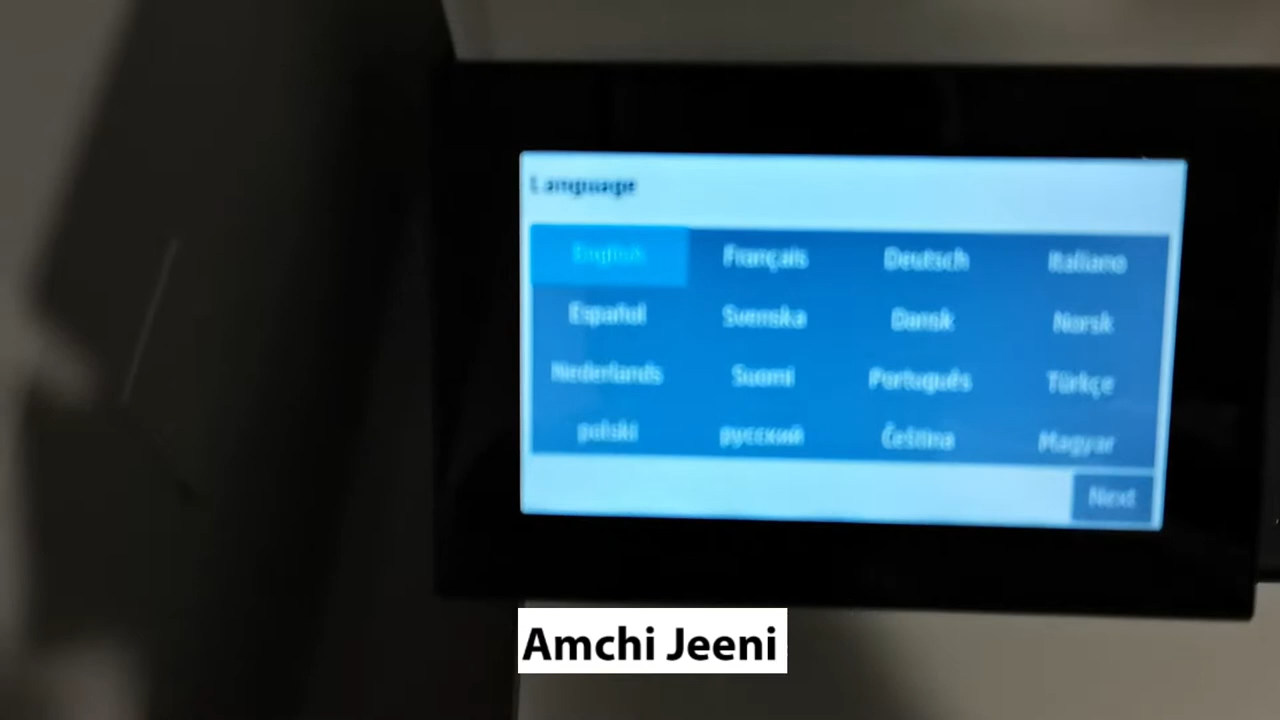 Language
English Français Deutsch Italiano
Español Svenska Dansk Norsk
Nederlands Suomi Português Türkçe
polski русский Čeština Magyar
Next
Amchi Jeeni